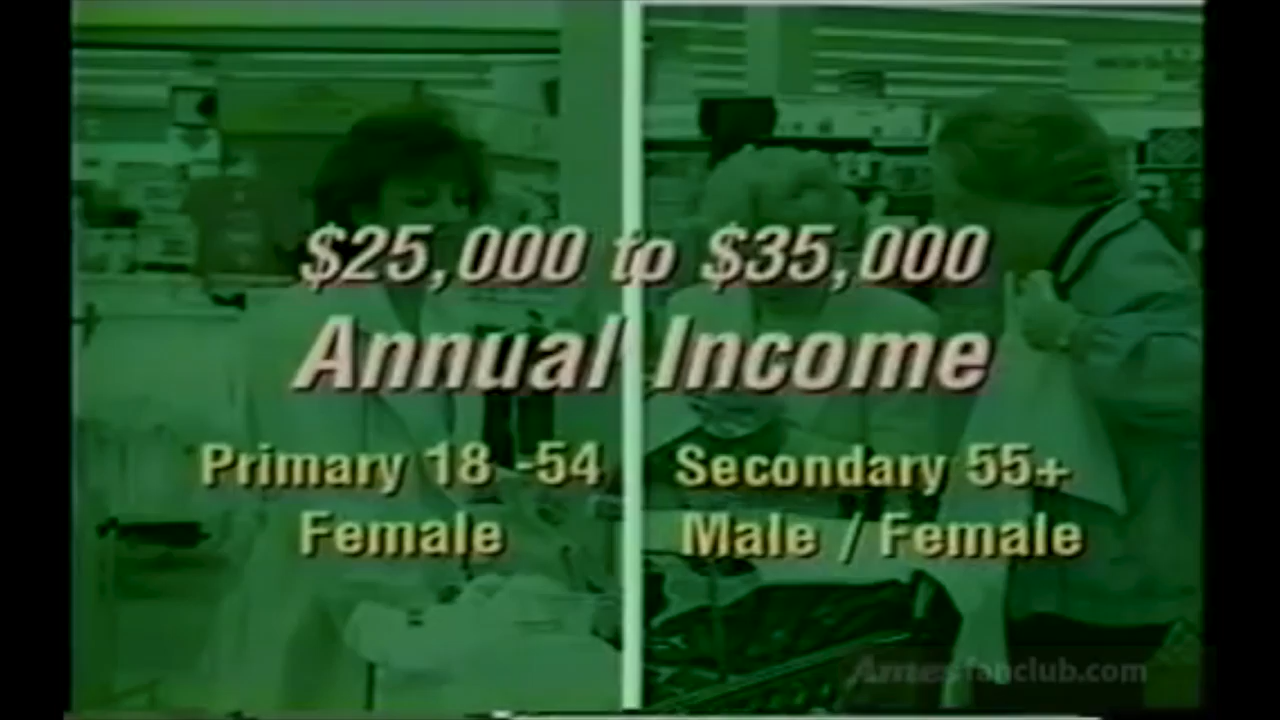 $25,000 to $35,000
Annual Income
Primary 18 -54
Female
Secondary 55+
Male / Female
Amesfanclub.com